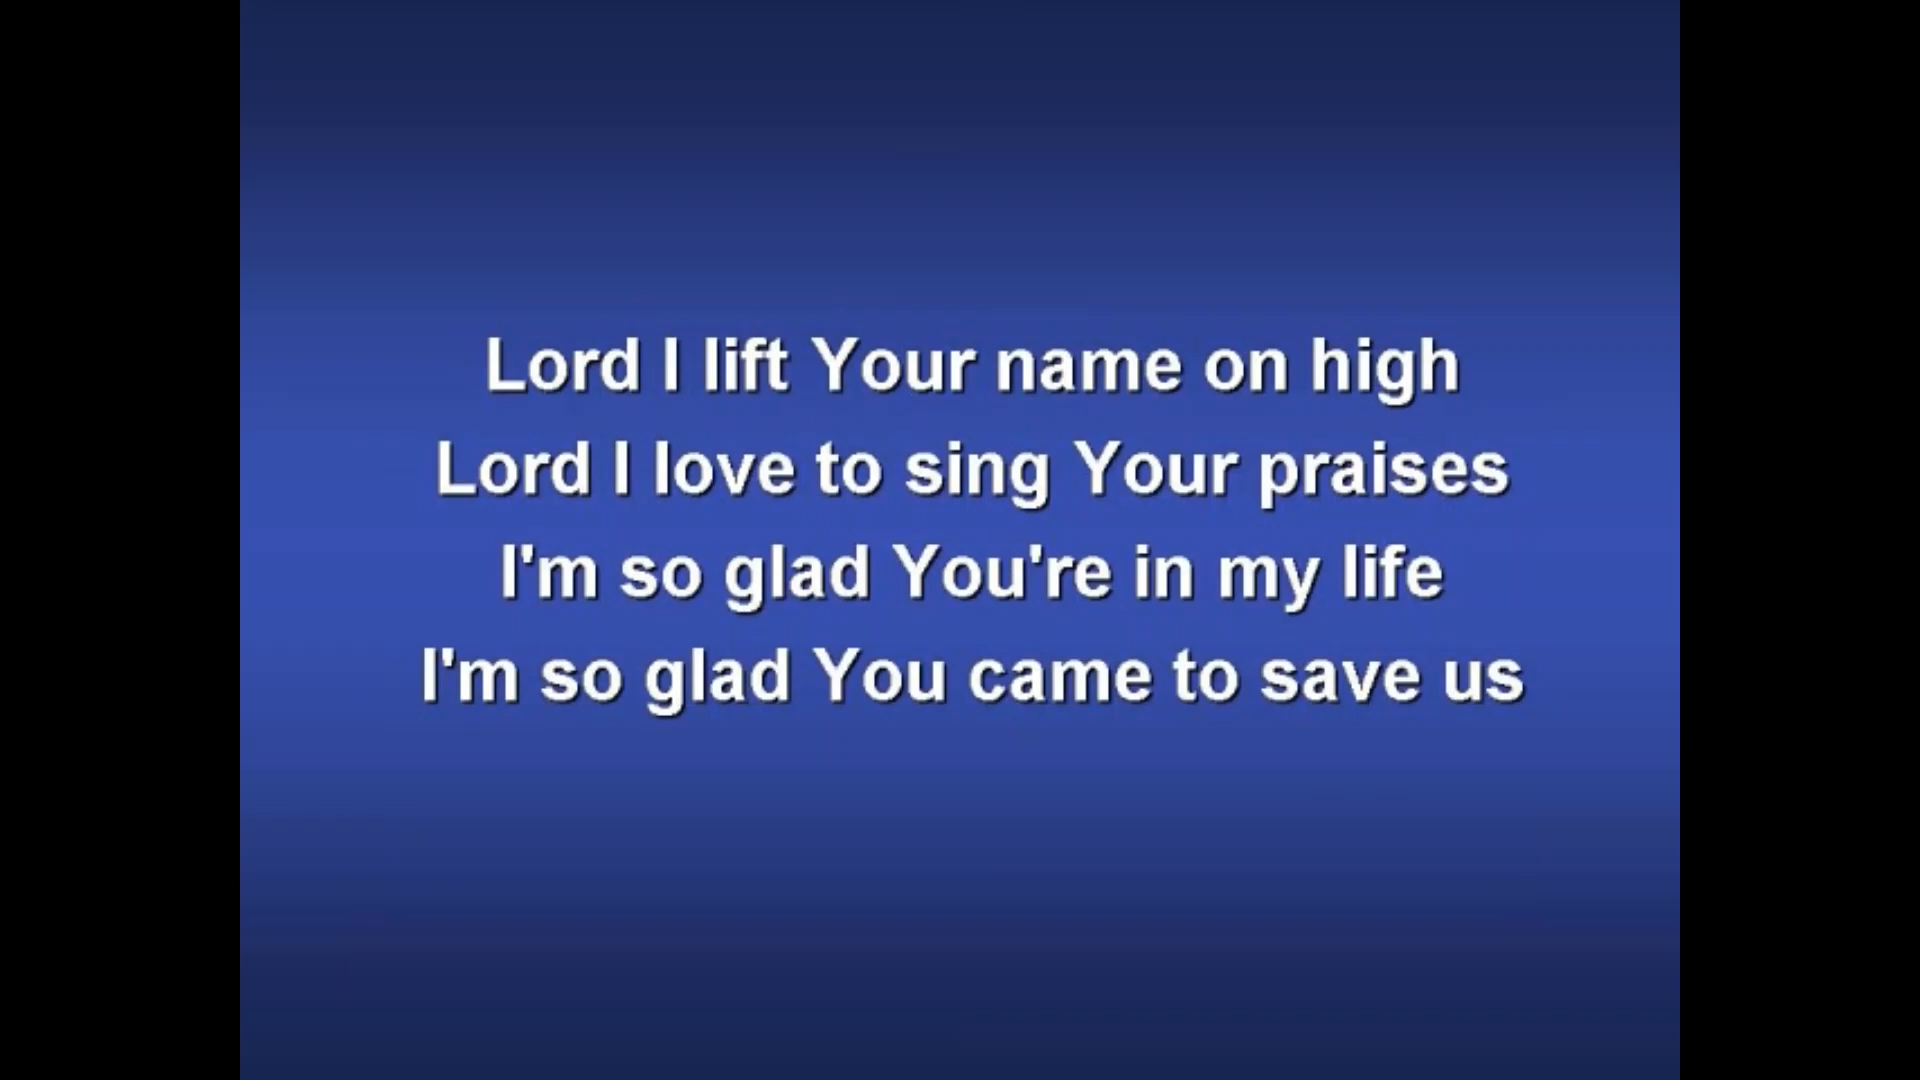 Lord I lift Your name on high
Lord I love to sing Your praises
I'm so glad You're in my life
I'm so glad You came to save us